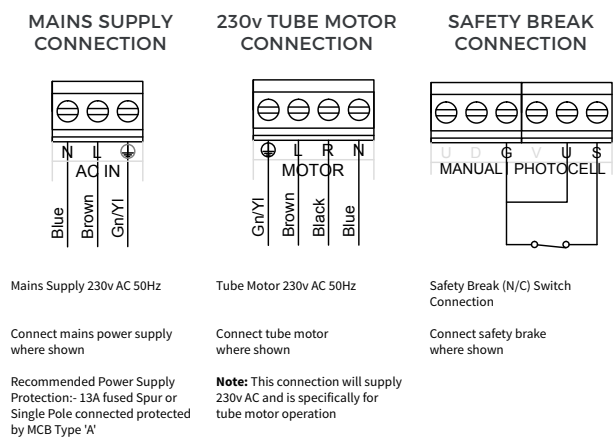 MAINS SUPPLY
CONNECTION
N L
AC IN
Blue
Brown
Gn/Yl
Mains Supply 230v AC 50Hz
Connect mains power supply
where shown
Recommended Power Supply
Protection:- 13A fused Spur or
Single Pole connected protected
by MCB Type 'A'
230v TUBE MOTOR
CONNECTION
L R N
MOTOR
Gn/Yl
Brown
Black
Blue
Tube Motor 230v AC 50Hz
Connect tube motor
where shown
Note: This connection will supply
230v AC and is specifically for
tube motor operation
SAFETY BREAK
CONNECTION
U D G V U S
MANUAL PHOTOCELL
Safety Break (N/C) Switch
Connection
Connect safety brake
where shown